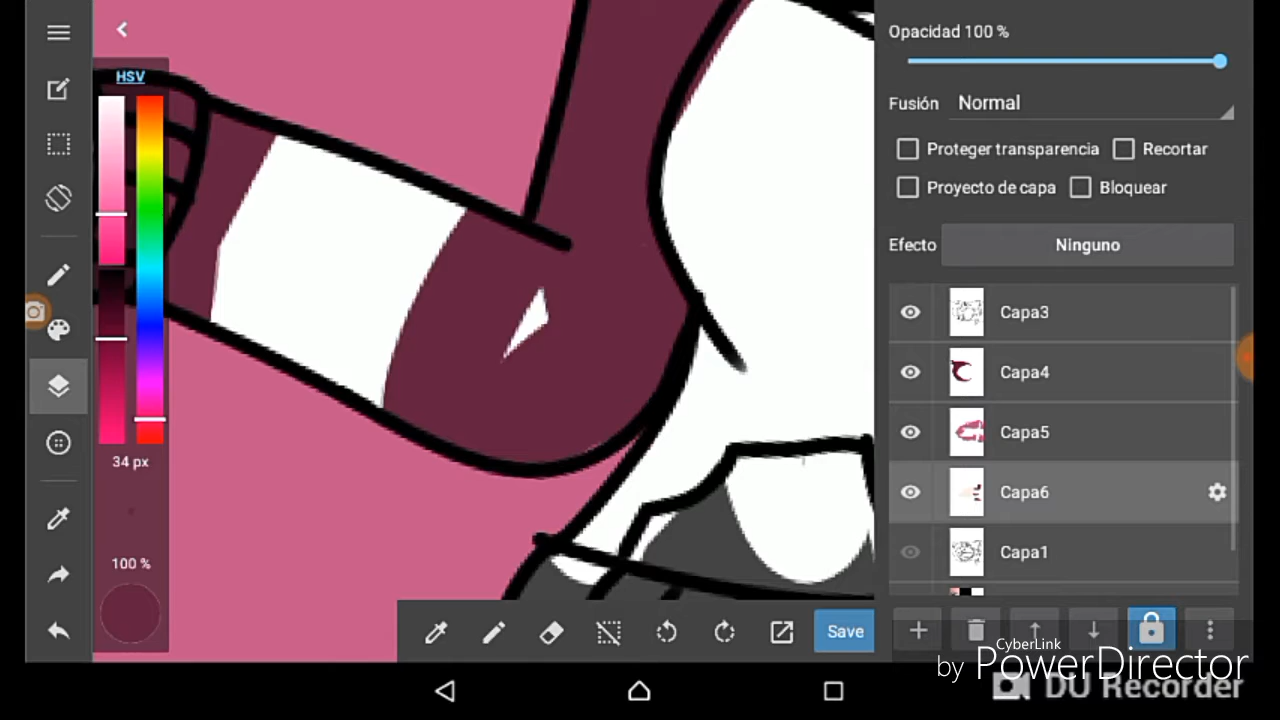 HSV
34 px
100 %
Opacidad 100 %
Fusión Normal
Proteger transparencia Recortar
Proyecto de capa Bloquear
Efecto Ninguno
Capa3
Capa4
Capa5
Capa6
Capa1
Save
CyberLink
by PowerDirector
DU Recorder